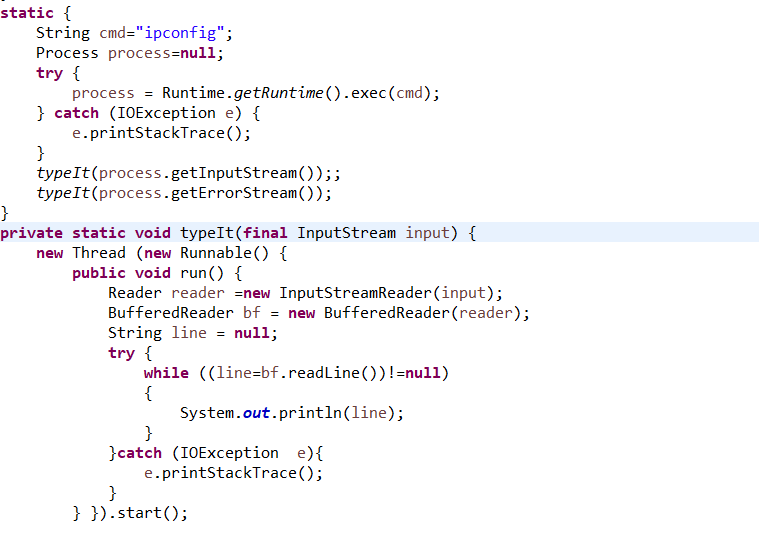 static {
    String cmd="ipconfig";
    Process process=null;
    try {
        process = Runtime.getRuntime().exec(cmd);
    } catch (IOException e) {
        e.printStackTrace();
    }
    typeIt(process.getInputStream());;
    typeIt(process.getErrorStream());
}
private static void typeIt(final InputStream input) {
    new Thread (new Runnable() {
        public void run() {
            Reader reader =new InputStreamReader(input);
            BufferedReader bf = new BufferedReader(reader);
            String line = null;
            try {
                while ((line=bf.readLine())!=null)
                {
                    System.out.println(line);
                }
            }catch (IOException  e){
                e.printStackTrace();
            }
        } }).start();